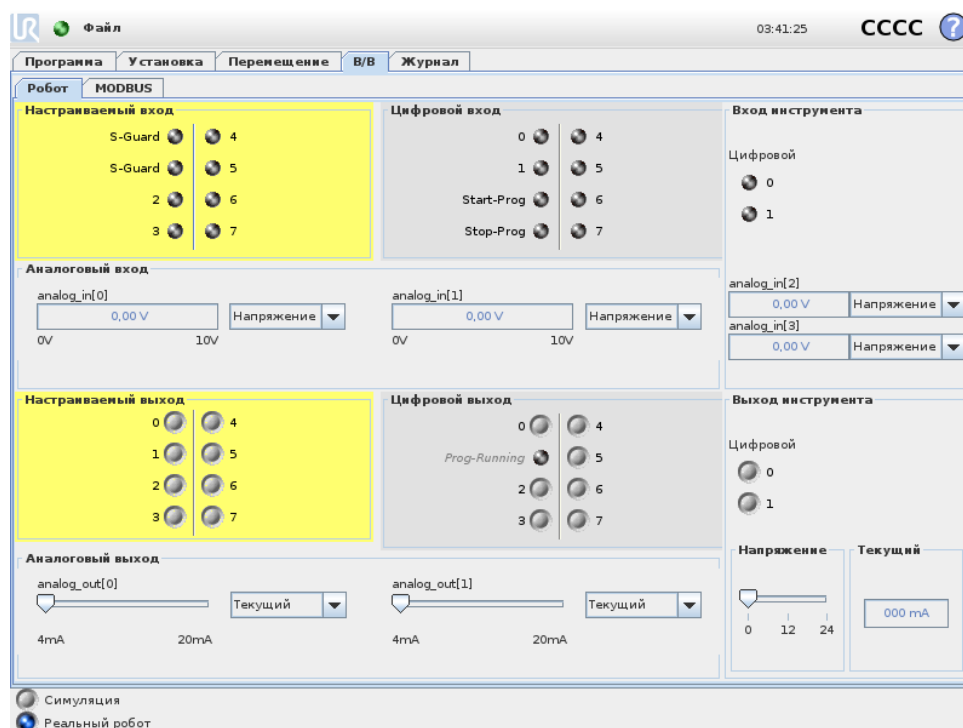 UR Файл 03:41:25 CCCC ?
Программа Установка Перемещение В/В Журнал
Робот MODBUS
Настраиваемый вход Цифровой вход Вход инструмента
S-Guard 4 0 4
Цифровой
S-Guard 5 1 5 0
2 6 Start-Prog 6 1
3 7 Stop-Prog 7
Аналоговый вход
analog_in[0] analog_in[1] analog_in[2]
0,00 V Напряжение 0,00 V Напряжение 0,00 V Напряжение
analog_in[3]
0V 10V 0V 10V 0,00 V Напряжение
Настраиваемый выход Цифровой выход Выход инструмента
0 4 0 4
Цифровой
1 5 Prog-Running 5 0
2 6 2 6 1
3 7 3 7
Напряжение Текущий
Аналоговый выход
analog_out[0] analog_out[1]
Текущий Текущий 000 mA
4mA 20mA 4mA 20mA 0 12 24
Симуляция
Реальный робот